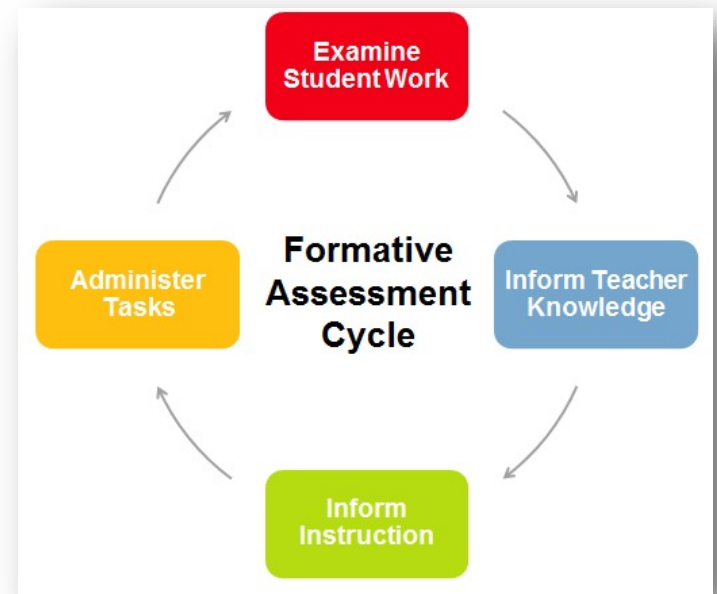 Examine
Student Work
Formative
Assessment
Cycle
Inform Teacher
Knowledge
Administer
Tasks
Inform
Instruction